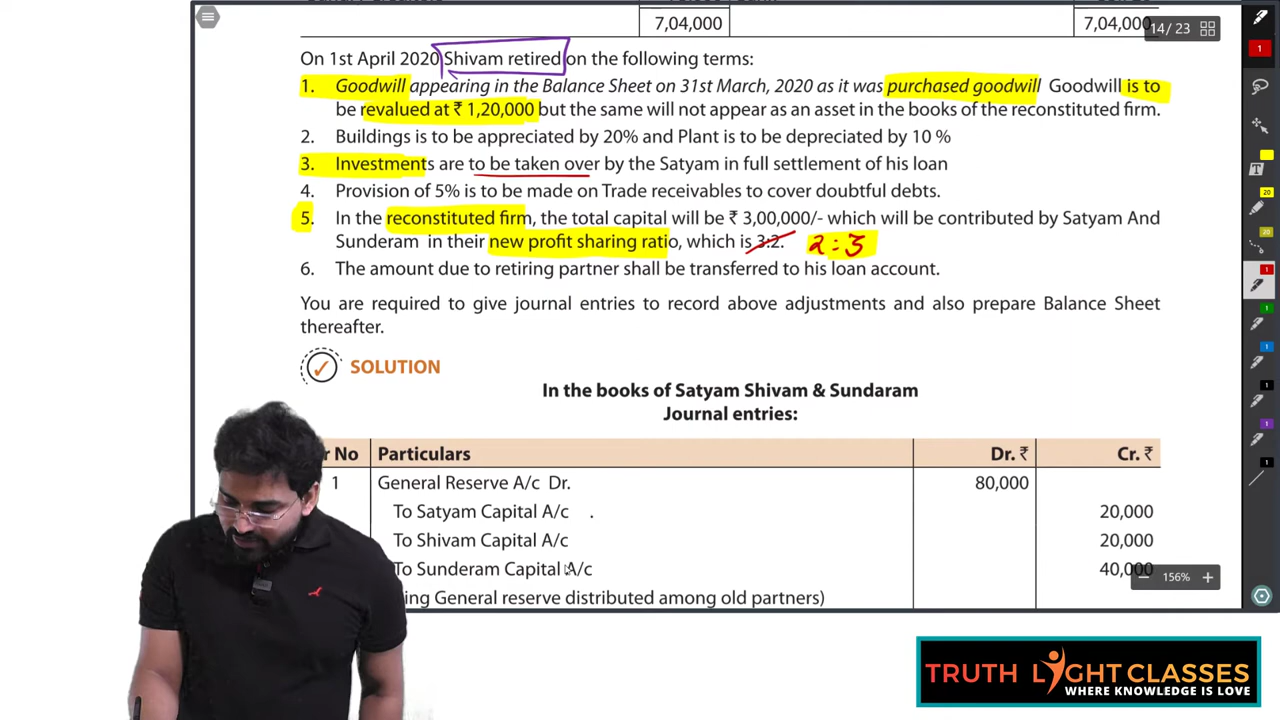 7,04,000 7,04,000
14 / 23
On 1st April 2020 Shivam retired on the following terms:
1. Goodwill appearing in the Balance Sheet on 31st March, 2020 as it was purchased goodwill Goodwill is to
be revalued at ₹ 1,20,000 but the same will not appear as an asset in the books of the reconstituted firm.
2. Buildings is to be appreciated by 20% and Plant is to be depreciated by 10 %
3. Investments are to be taken over by the Satyam in full settlement of his loan
4. Provision of 5% is to be made on Trade receivables to cover doubtful debts.
5. In the reconstituted firm, the total capital will be ₹ 3,00,000/- which will be contributed by Satyam And
Sunderam in their new profit sharing ratio, which is 3:2. 2:3
6. The amount due to retiring partner shall be transferred to his loan account.
You are required to give journal entries to record above adjustments and also prepare Balance Sheet
thereafter.
SOLUTION
In the books of Satyam Shivam & Sundaram
Journal entries:
r No Particulars Dr. ₹ Cr. ₹
1 General Reserve A/c Dr. 80,000
To Satyam Capital A/c . 20,000
To Shivam Capital A/c 20,000
To Sunderam Capital A/c 40,000
ing General reserve distributed among old partners)
156%
TRUTH LIGHT CLASSES
WHERE KNOWLEDGE IS LOVE